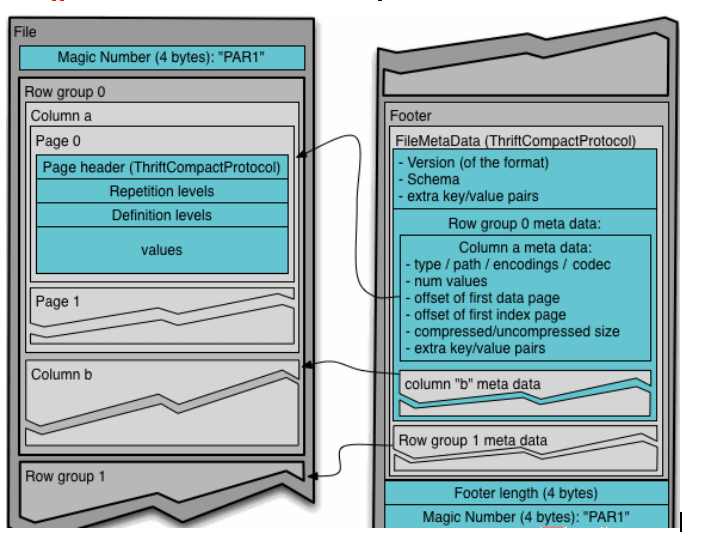 File
Magic Number (4 bytes): "PAR1"
Row group 0
Column a
Page 0
Page header (ThriftCompactProtocol)
Repetition levels
Definition levels
values
Page 1
Column b
Row group 1
Footer
FileMetaData (ThriftCompactProtocol)
- Version (of the format)
- Schema
- extra key/value pairs
Row group 0 meta data:
Column a meta data:
- type / path / encodings / codec
- num values
- offset of first data page
- offset of first index page
- compressed/uncompressed size
- extra key/value pairs
column "b" meta data
Row group 1 meta data
Footer length (4 bytes)
Magic Number (4 bytes): "PAR1"